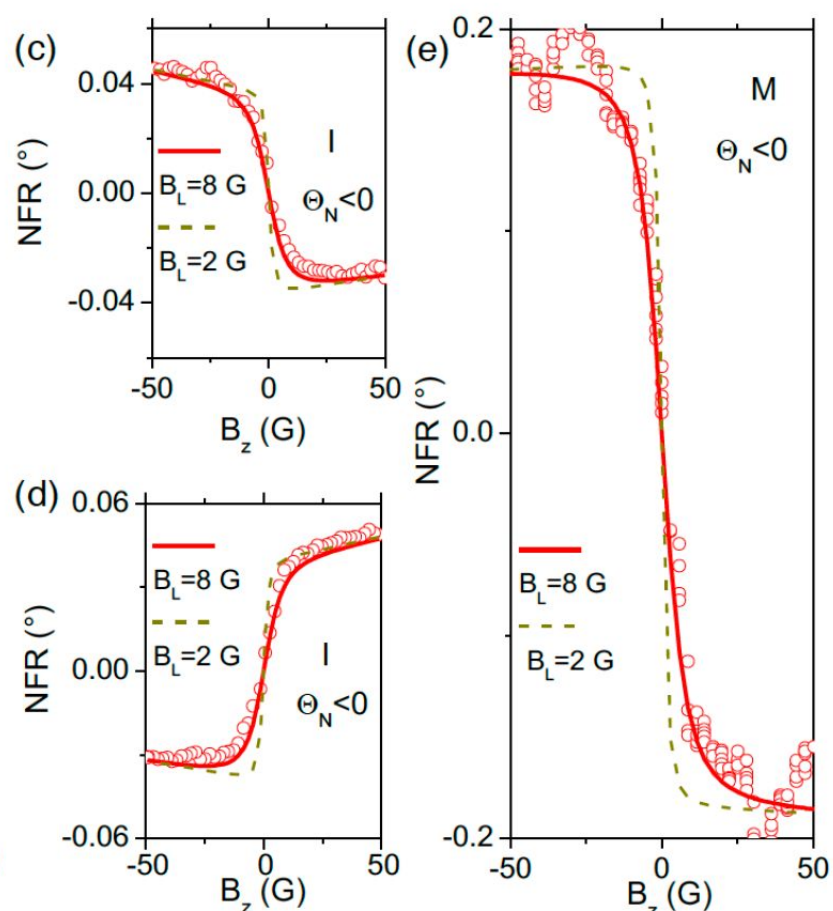 (c)
NFR (°)
0.04
0.00
-0.04
I
Θ_N<0
B_L=8 G
B_L=2 G
-50
0
50
B_z (G)
(d)
NFR (°)
0.06
0.00
-0.06
B_L=8 G
B_L=2 G
I
Θ_N<0
-50
0
50
B_z (G)
(e)
NFR (°)
0.2
0.0
-0.2
M
Θ_N<0
B_L=8 G
B_L=2 G
-50
0
50
B_z (G)